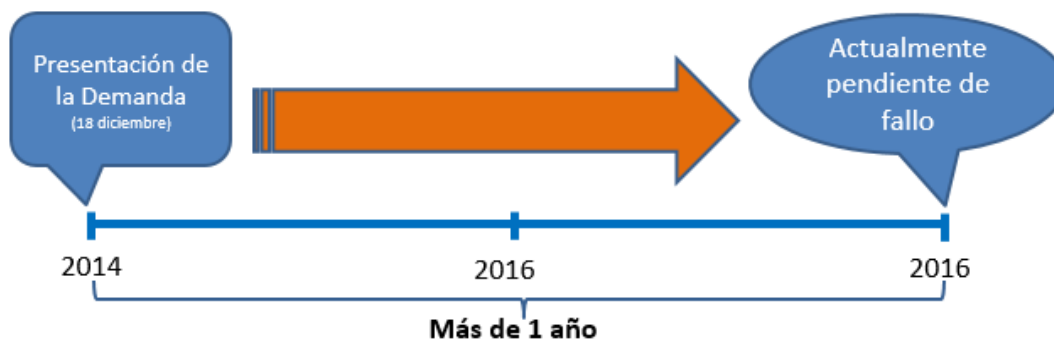 Presentación de
la Demanda
(18 diciembre)
Actualmente
pendiente de
fallo
2014
2016
2016
Más de 1 año